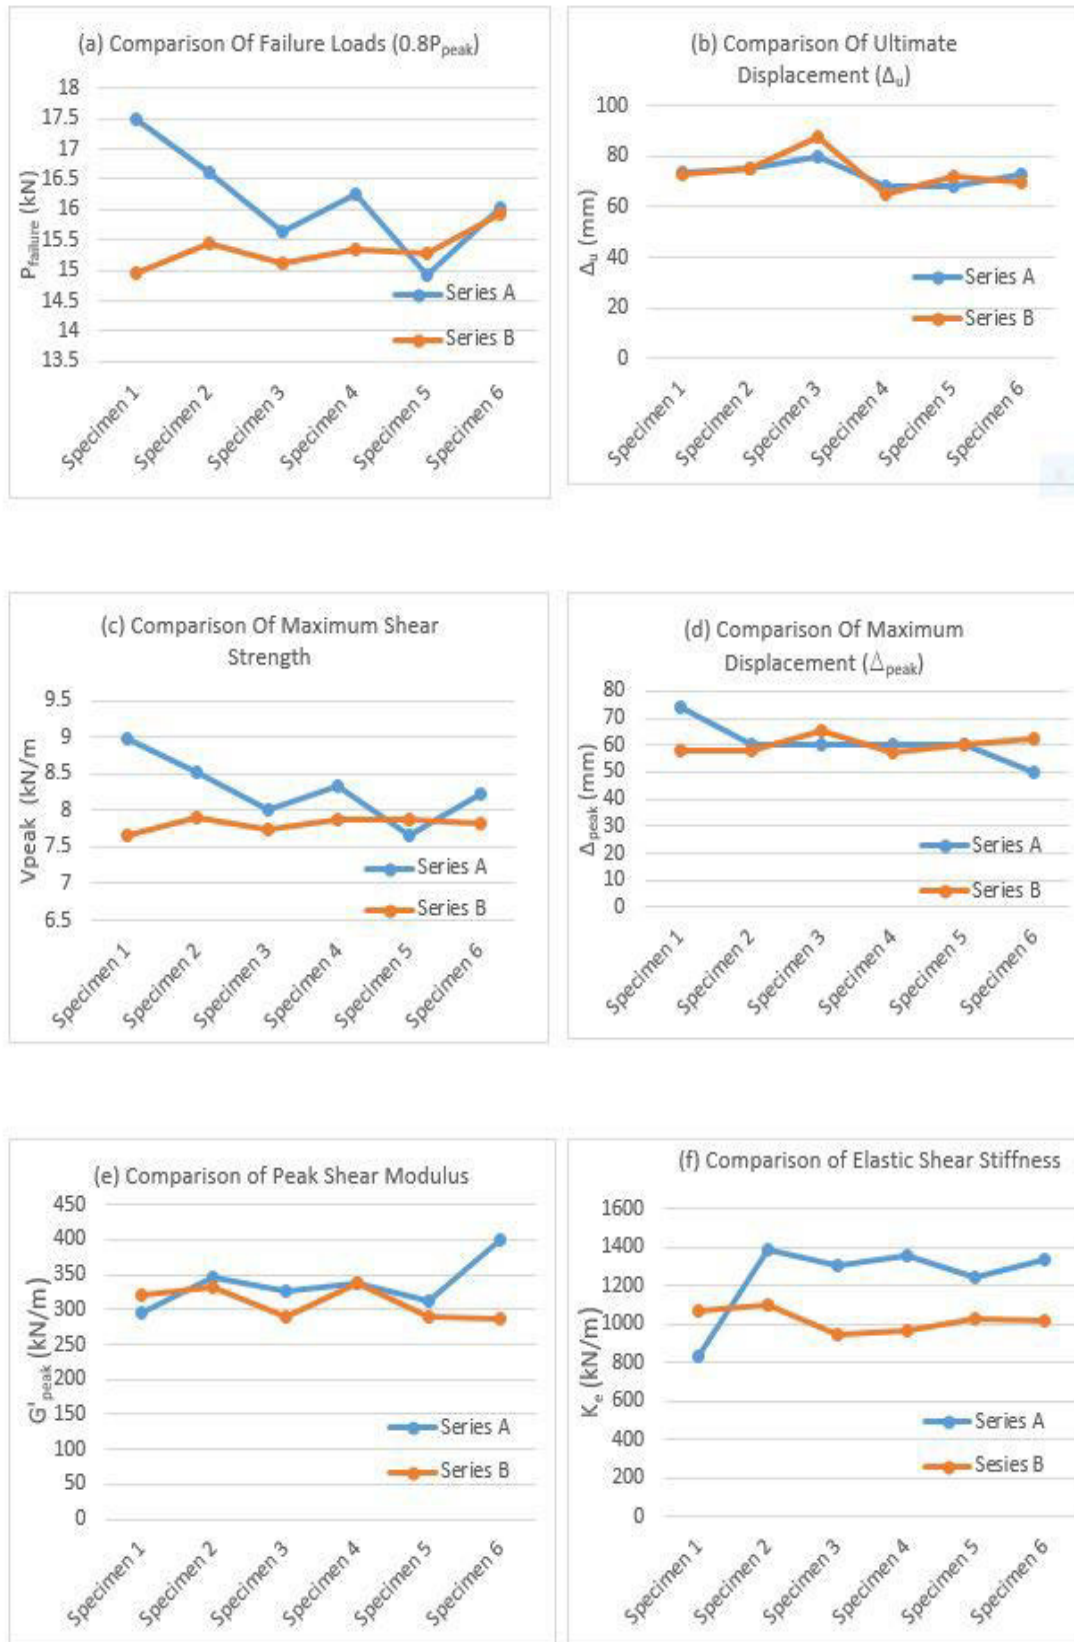 (a) Comparison Of Failure Loads (0.8Ppeak)
18
17.5
17
16.5
16
15.5
15
14.5
14
13.5
Pfailure (kN)
Series A
Series B
Specimen 1
Specimen 2
Specimen 3
Specimen 4
Specimen 5
Specimen 6
(b) Comparison Of Ultimate
Displacement (Δu)
100
80
60
40
20
0
Δu (mm)
Series A
Series B
Specimen 1
Specimen 2
Specimen 3
Specimen 4
Specimen 5
Specimen 6
(c) Comparison Of Maximum Shear
Strength
9.5
9
8.5
8
7.5
7
6.5
Vpeak (kN/m
Series A
Series B
Specimen 1
Specimen 2
Specimen 3
Specimen 4
Specimen 5
Specimen 6
(d) Comparison Of Maximum
Displacement (Δpeak)
80
70
60
50
40
30
20
10
0
Δpeak (mm)
Series A
Series B
Specimen 1
Specimen 2
Specimen 3
Specimen 4
Specimen 5
Specimen 6
(e) Comparison of Peak Shear Modulus
450
400
350
300
250
200
150
100
50
0
G'peak (kN/m)
Series A
Series B
Specimen 1
Specimen 2
Specimen 3
Specimen 4
Specimen 5
Specimen 6
(f) Comparison of Elastic Shear Stiffness
1600
1400
1200
1000
800
600
400
200
0
Ke (kN/m)
Series A
Sesies B
Specimen 1
Specimen 2
Specimen 3
Specimen 4
Specimen 5
Specimen 6